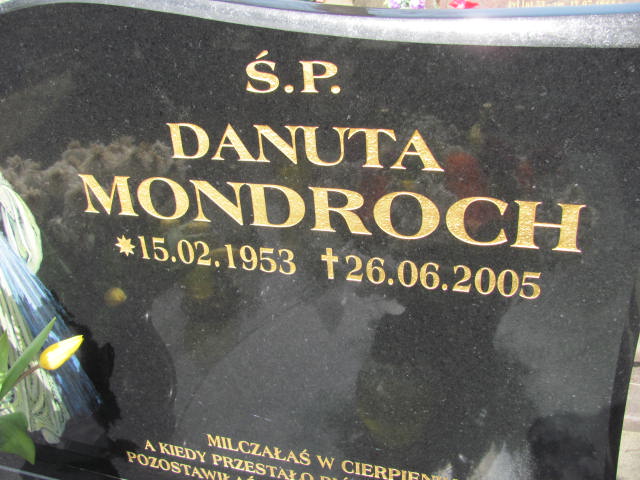 Ś.P.
DANUTA
MONDROCH
*15.02.1953 †26.06.2005
MILCZAŁAŚ W
A KIEDY PRZESTAŁO